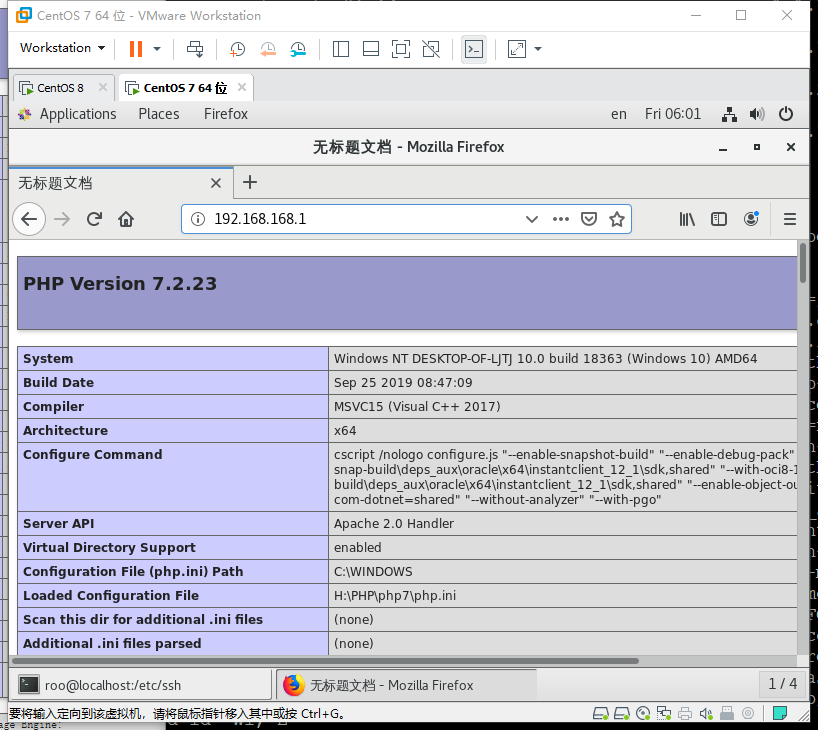 CentOS 7 64 位 - VMware Workstation
Workstation
CentOS 8
CentOS 7 64 位
Applications Places Firefox en Fri 06:01
无标题文档 - Mozilla Firefox
无标题文档
192.168.168.1
PHP Version 7.2.23
System Windows NT DESKTOP-OF-LJTJ 10.0 build 18363 (Windows 10) AMD64
Build Date Sep 25 2019 08:47:09
Compiler MSVC15 (Visual C++ 2017)
Architecture x64
Configure Command cscript /nologo configure.js "--enable-snapshot-build" "--enable-debug-pack"
snap-build\deps_aux\oracle\x64\instantclient_12_1\sdk,shared" "--with-oci8-1
build\deps_aux\oracle\x64\instantclient_12_1\sdk,shared" "--enable-object-ou
com-dotnet=shared" "--without-analyzer" "--with-pgo"
Server API Apache 2.0 Handler
Virtual Directory Support enabled
Configuration File (php.ini) Path C:\WINDOWS
Loaded Configuration File H:\PHP\php7\php.ini
Scan this dir for additional .ini files (none)
Additional .ini files parsed (none)
roo@localhost:/etc/ssh
无标题文档 - Mozilla Firefox
1 / 4
要将输入定向到该虚拟机，请将鼠标指针移入其中或按 Ctrl+G。